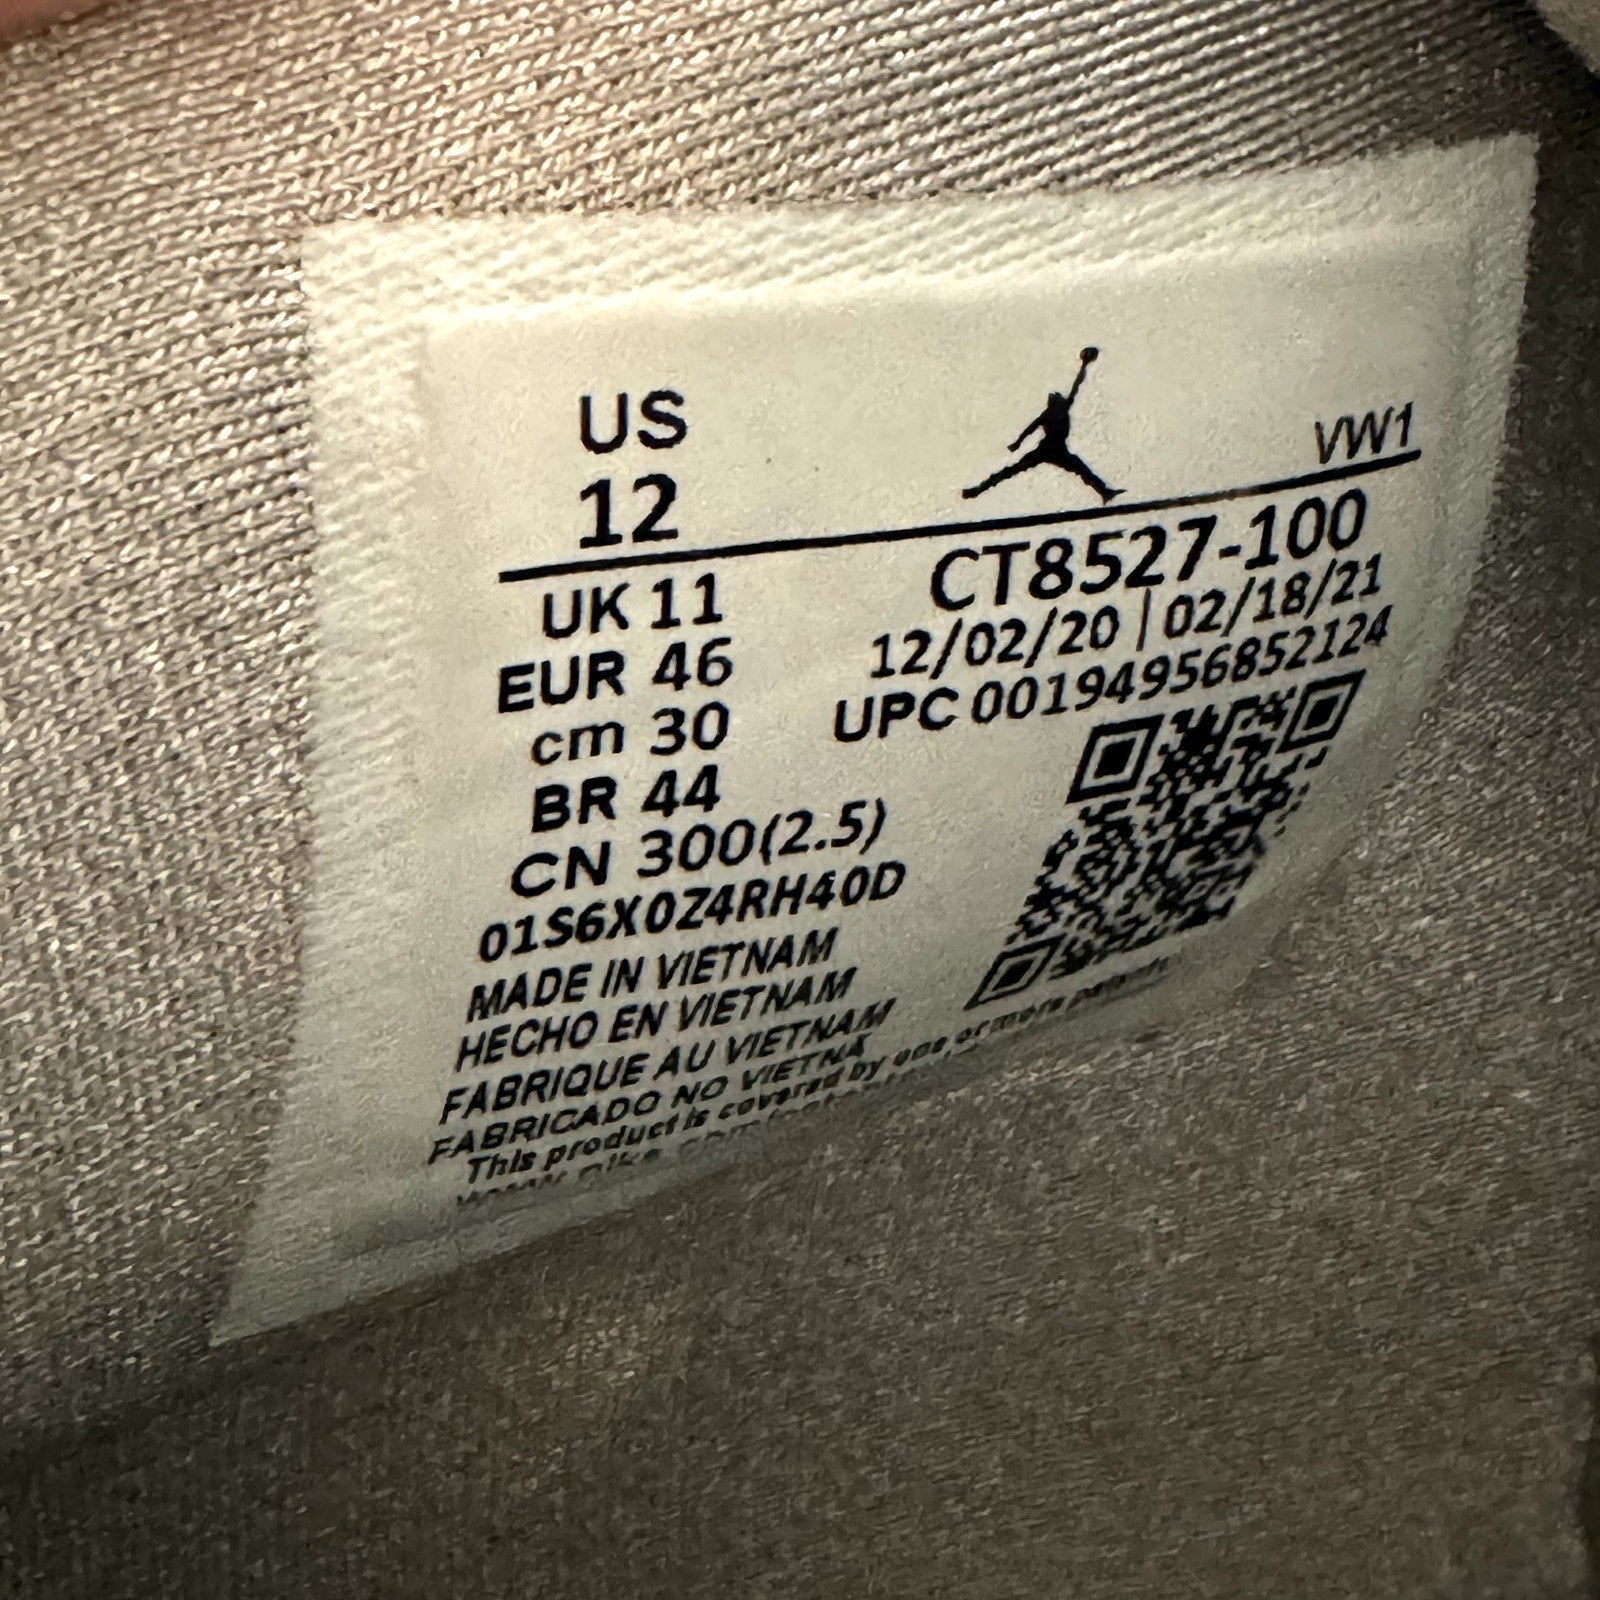 US
12
VW1
UK 11
EUR 46
cm 30
BR 44
CN 300(2.5)
01S6X0Z4RH40D
CT8527-100
12/02/20 | 02/18/21
UPC 00194956852124
MADE IN VIETNAM
HECHO EN VIETNAM
FABRIQUE AU VIETNAM
FABRICADO NO VIETNA
This product is covered by one, or more